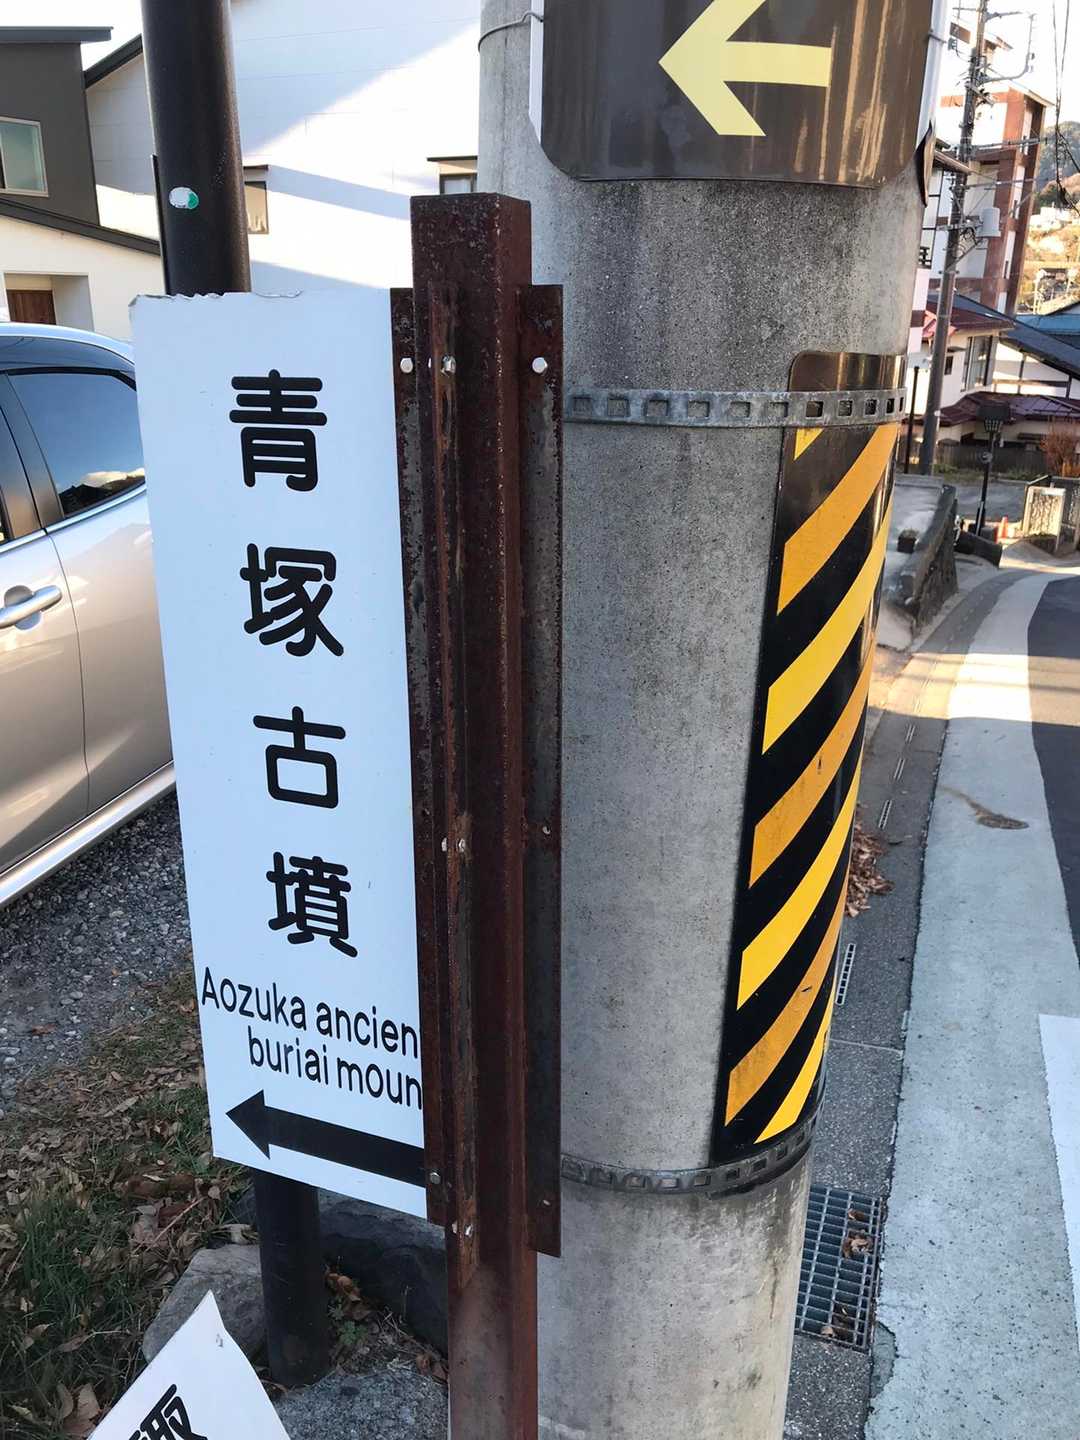 青塚古墳
Aozuka ancien
buriai moun